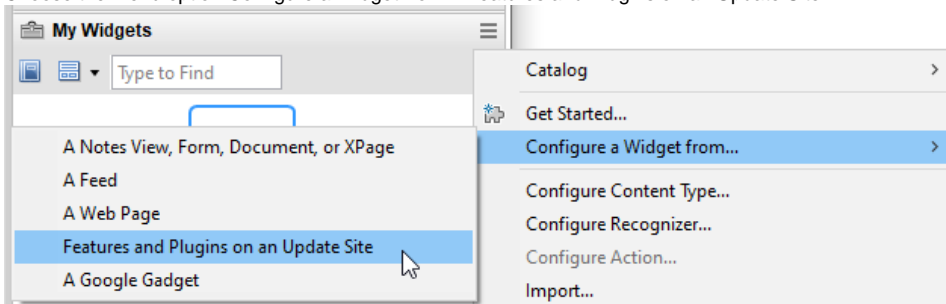 My Widgets
Type to Find
Catalog
Get Started...
Configure a Widget from...
Configure Content Type...
Configure Recognizer...
Configure Action...
Import...
A Notes View, Form, Document, or XPage
A Feed
A Web Page
Features and Plugins on an Update Site
A Google Gadget